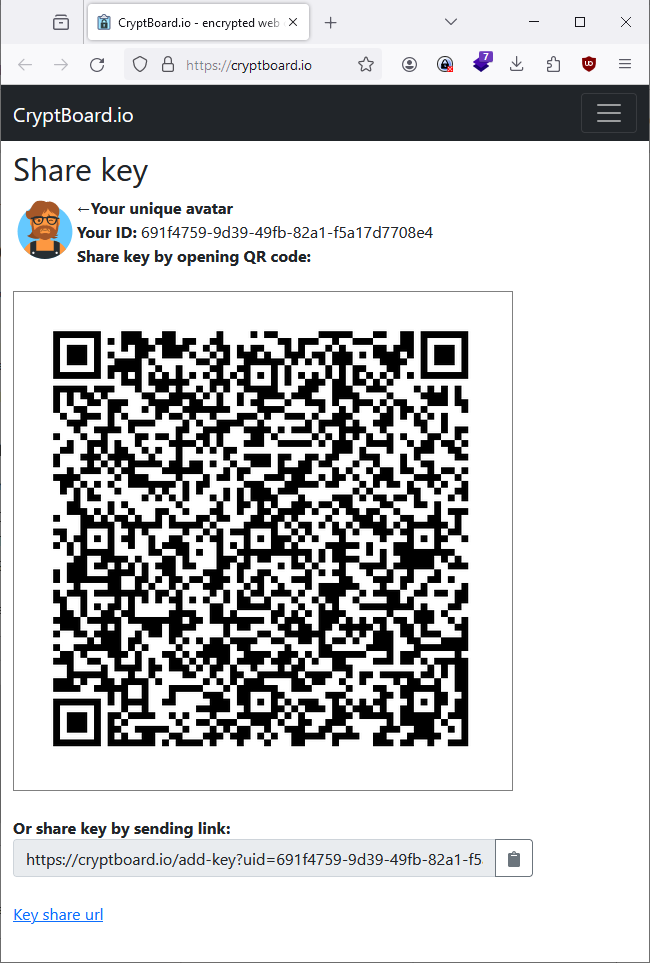 CryptBoard.io - encrypted web
https://cryptboard.io
7
CryptBoard.io
Share key
←Your unique avatar
Your ID: 691f4759-9d39-49fb-82a1-f5a17d7708e4
Share key by opening QR code:
Or share key by sending link:
https://cryptboard.io/add-key?uid=691f4759-9d39-49fb-82a1-f5
Key share url